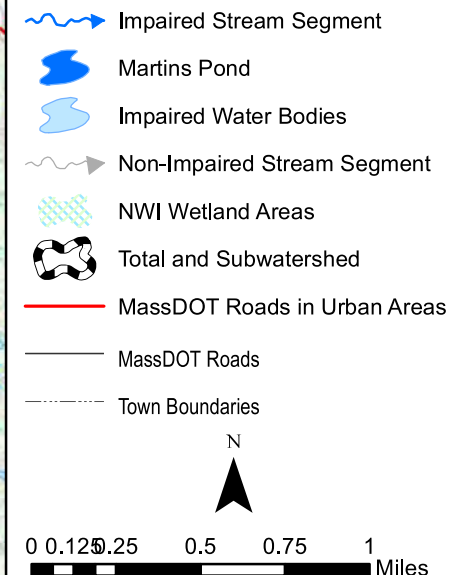 Impaired Stream Segment
Martins Pond
Impaired Water Bodies
Non-Impaired Stream Segment
NWI Wetland Areas
Total and Subwatershed
MassDOT Roads in Urban Areas
MassDOT Roads
Town Boundaries
N
0 0.125 0.25 0.5 0.75 1
Miles